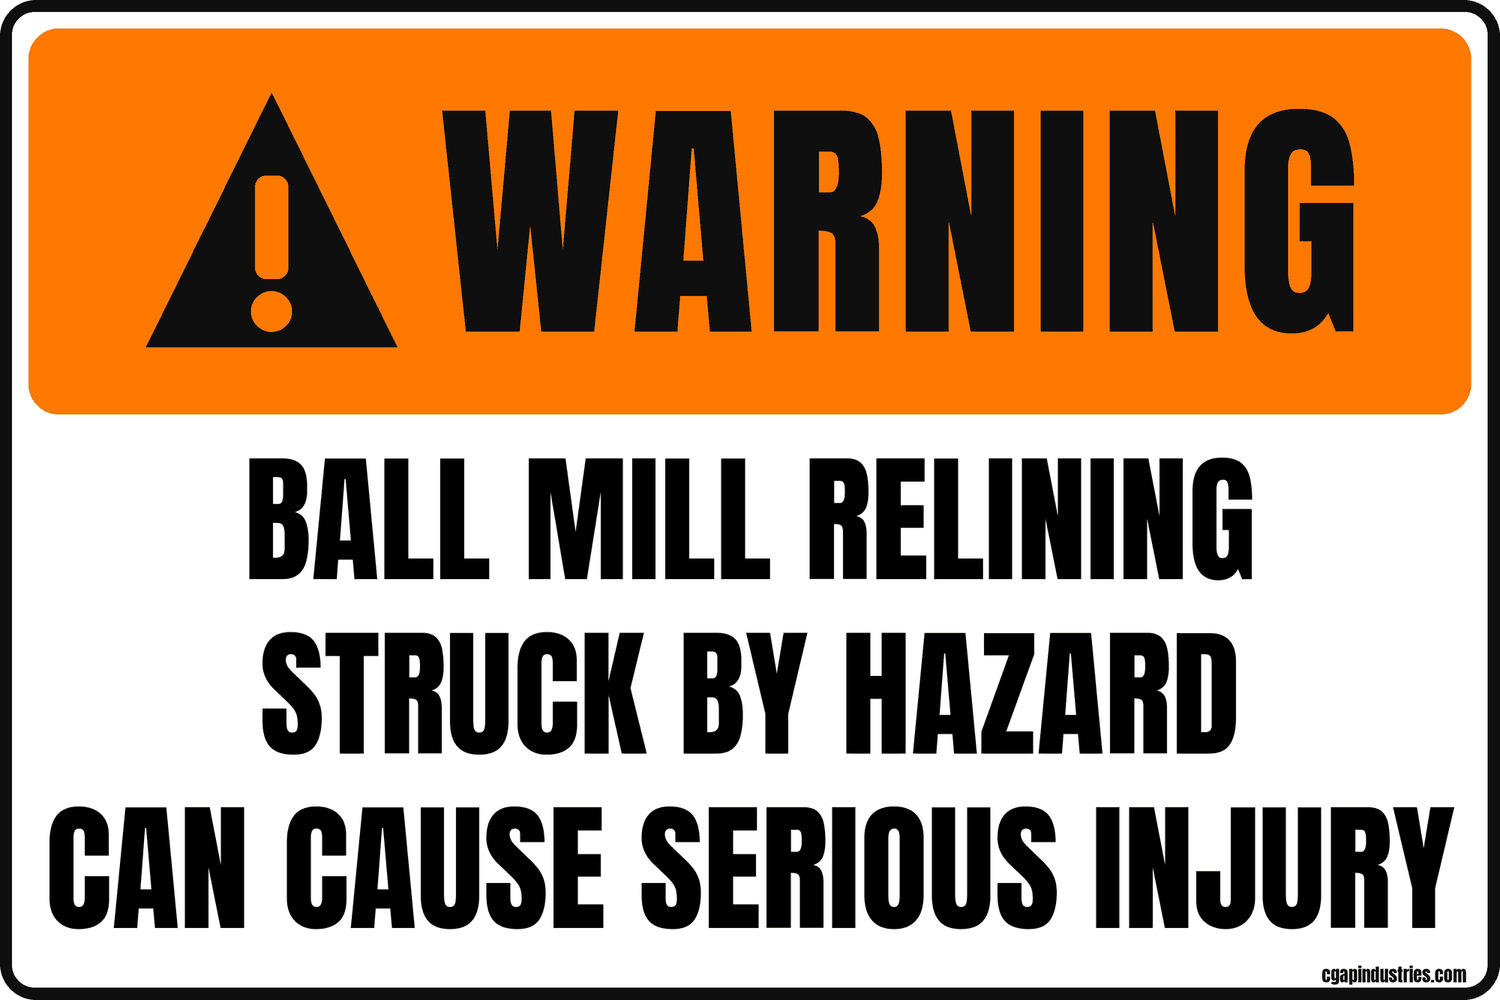 WARNING
BALL MILL RELINING
STRUCK BY HAZARD
CAN CAUSE SERIOUS INJURY
cgapindustries.com